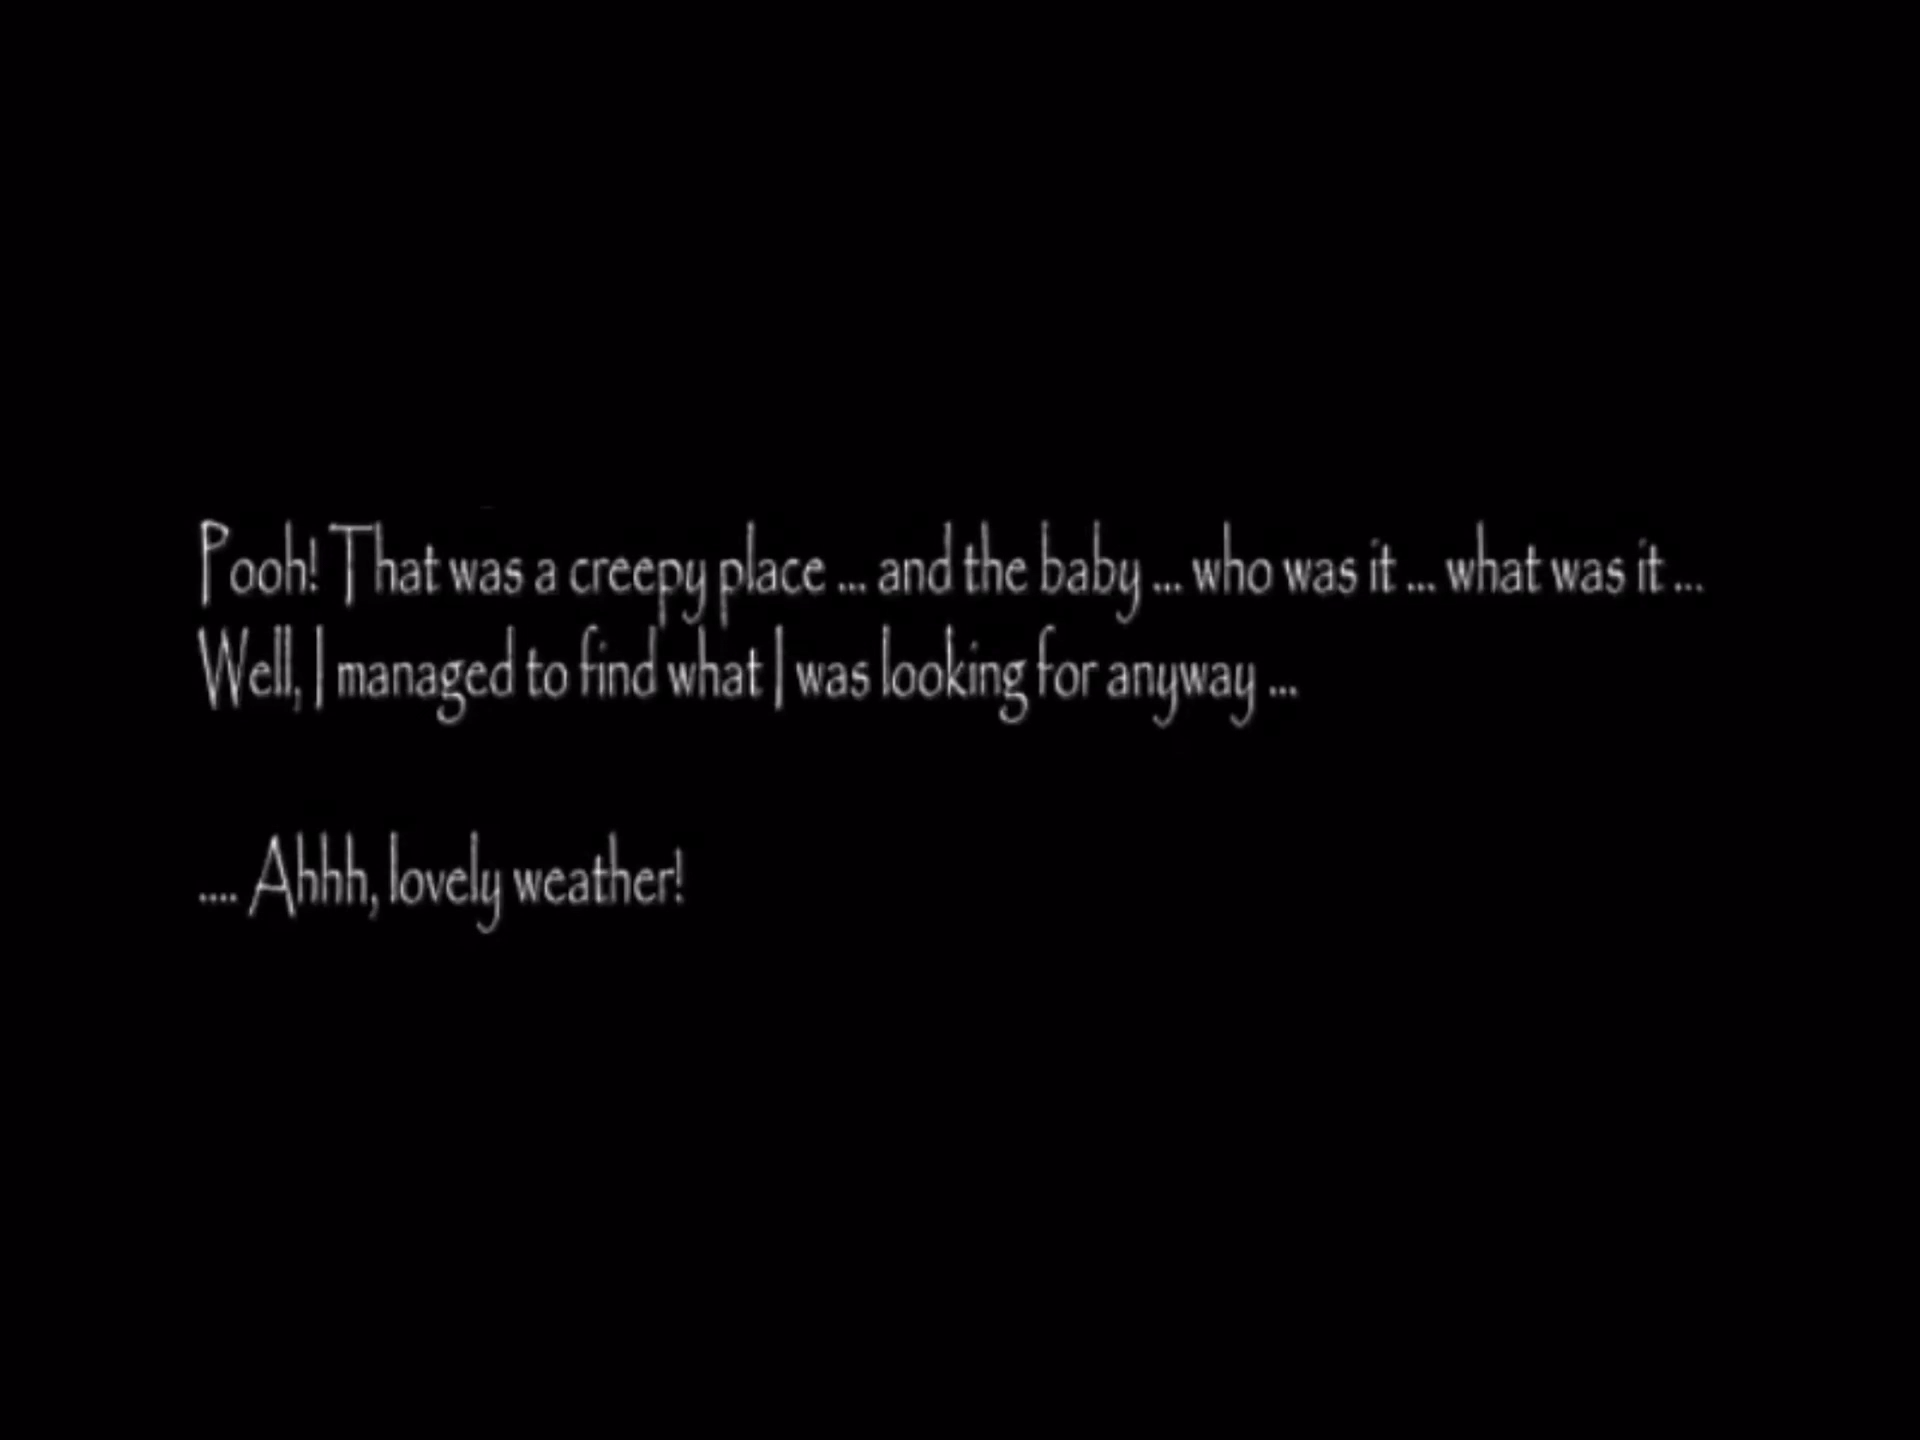 Pooh! That was a creepy place ... and the baby ... who was it ... what was it ...
Well, I managed to find what I was looking for anyway ...
.... Ahhh, lovely weather!